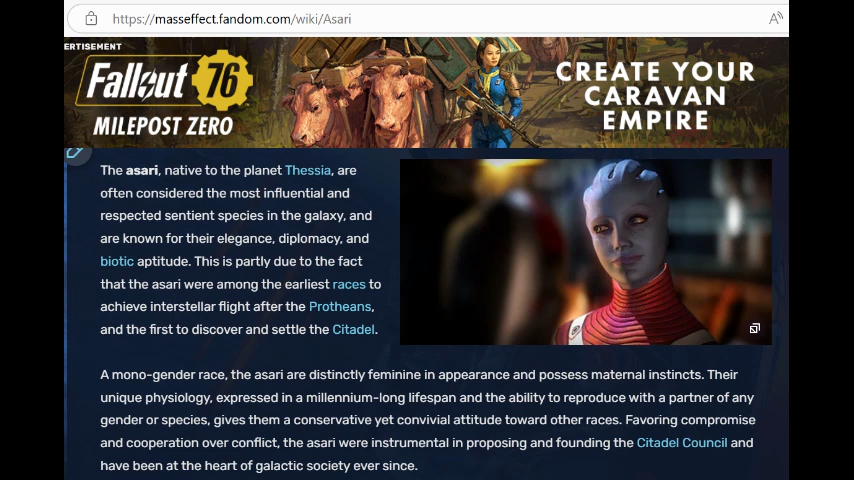 https://masseffect.fandom.com/wiki/Asari
A))
ERTISEMENT
Fallout 76
MILEPOST ZERO
CREATE YOUR
CARAVAN
EMPIRE
The asari, native to the planet Thessia, are
often considered the most influential and
respected sentient species in the galaxy, and
are known for their elegance, diplomacy, and
biotic aptitude. This is partly due to the fact
that the asari were among the earliest races to
achieve interstellar flight after the Protheans,
and the first to discover and settle the Citadel.
A mono-gender race, the asari are distinctly feminine in appearance and possess maternal instincts. Their
unique physiology, expressed in a millennium-long lifespan and the ability to reproduce with a partner of any
gender or species, gives them a conservative yet convivial attitude toward other races. Favoring compromise
and cooperation over conflict, the asari were instrumental in proposing and founding the Citadel Council and
have been at the heart of galactic society ever since.